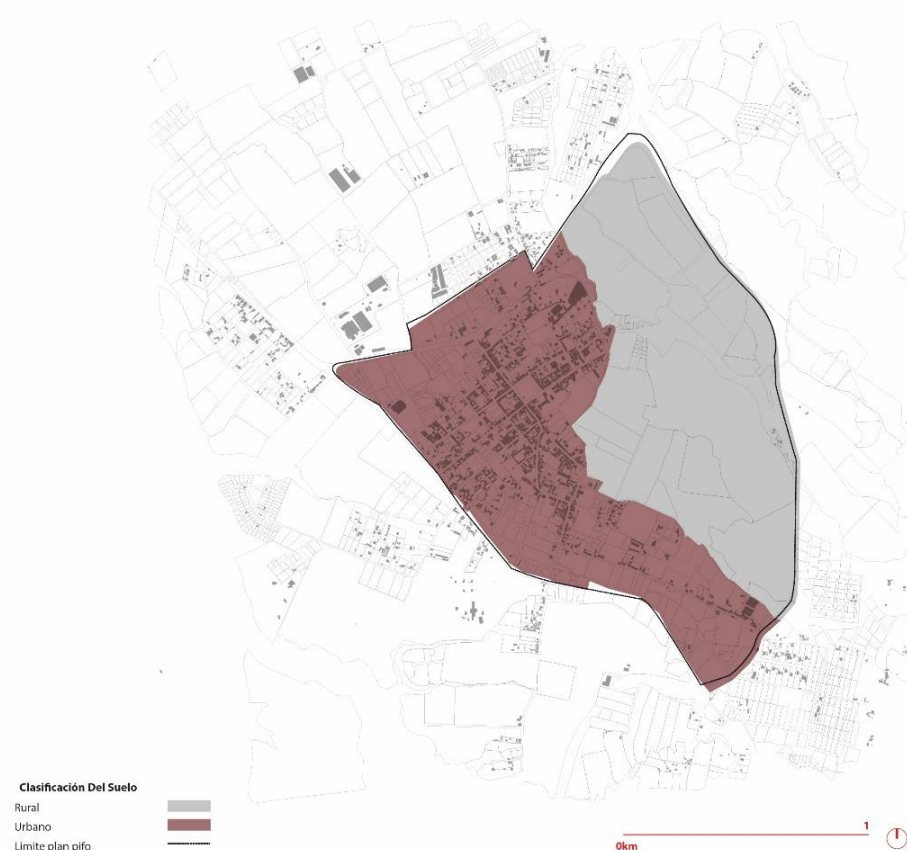 Clasificación Del Suelo
Rural
Urbano
Limite plan pifo
0km
1